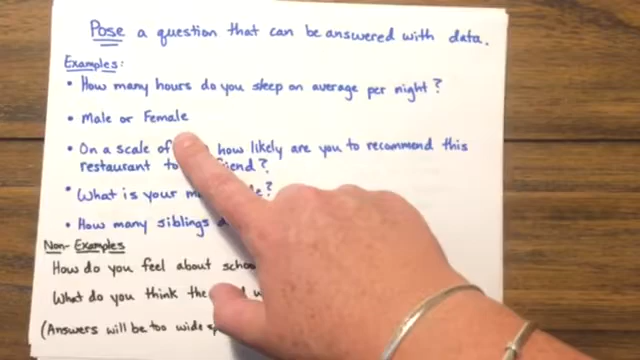 Pose a question that can be answered with data.
Examples:
• How many hours do you sleep on average per night?
• Male or Female
• On a scale of how likely are you to recommend this
restaurant to friend?
• What is your m
• How many siblings
Non-Examples
How do you feel about school
What do you think the
(Answers will be too wide